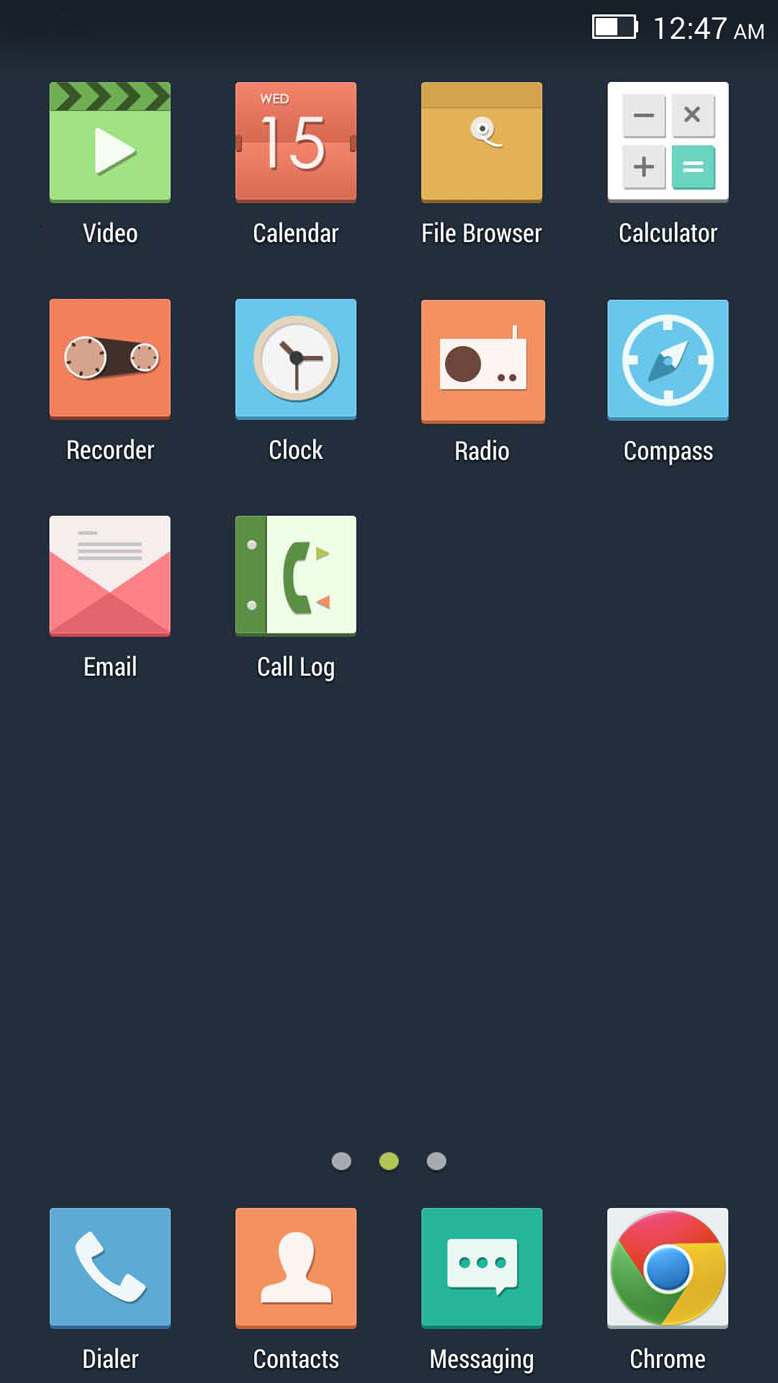 12:47 AM
WED
15
Video Calendar File Browser Calculator
Recorder Clock Radio Compass
Email Call Log
Dialer Contacts Messaging Chrome